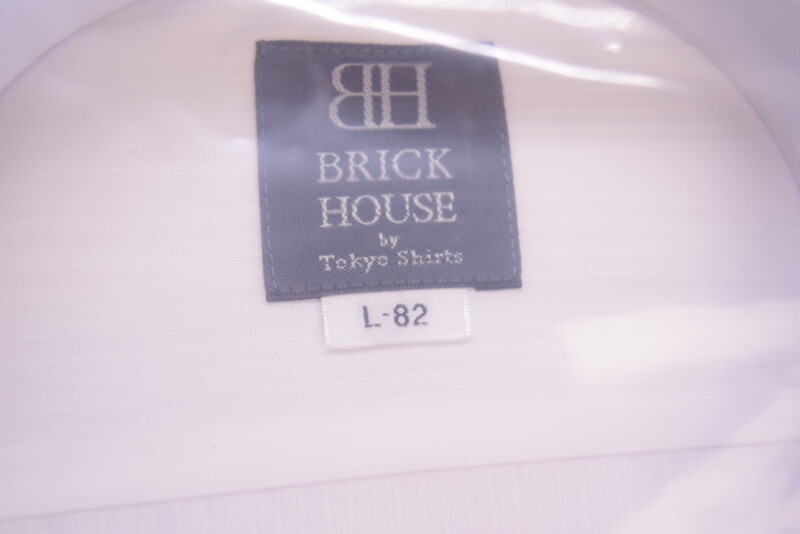 BH
BRICK
HOUSE
by
Tokyo Shirts
L-82